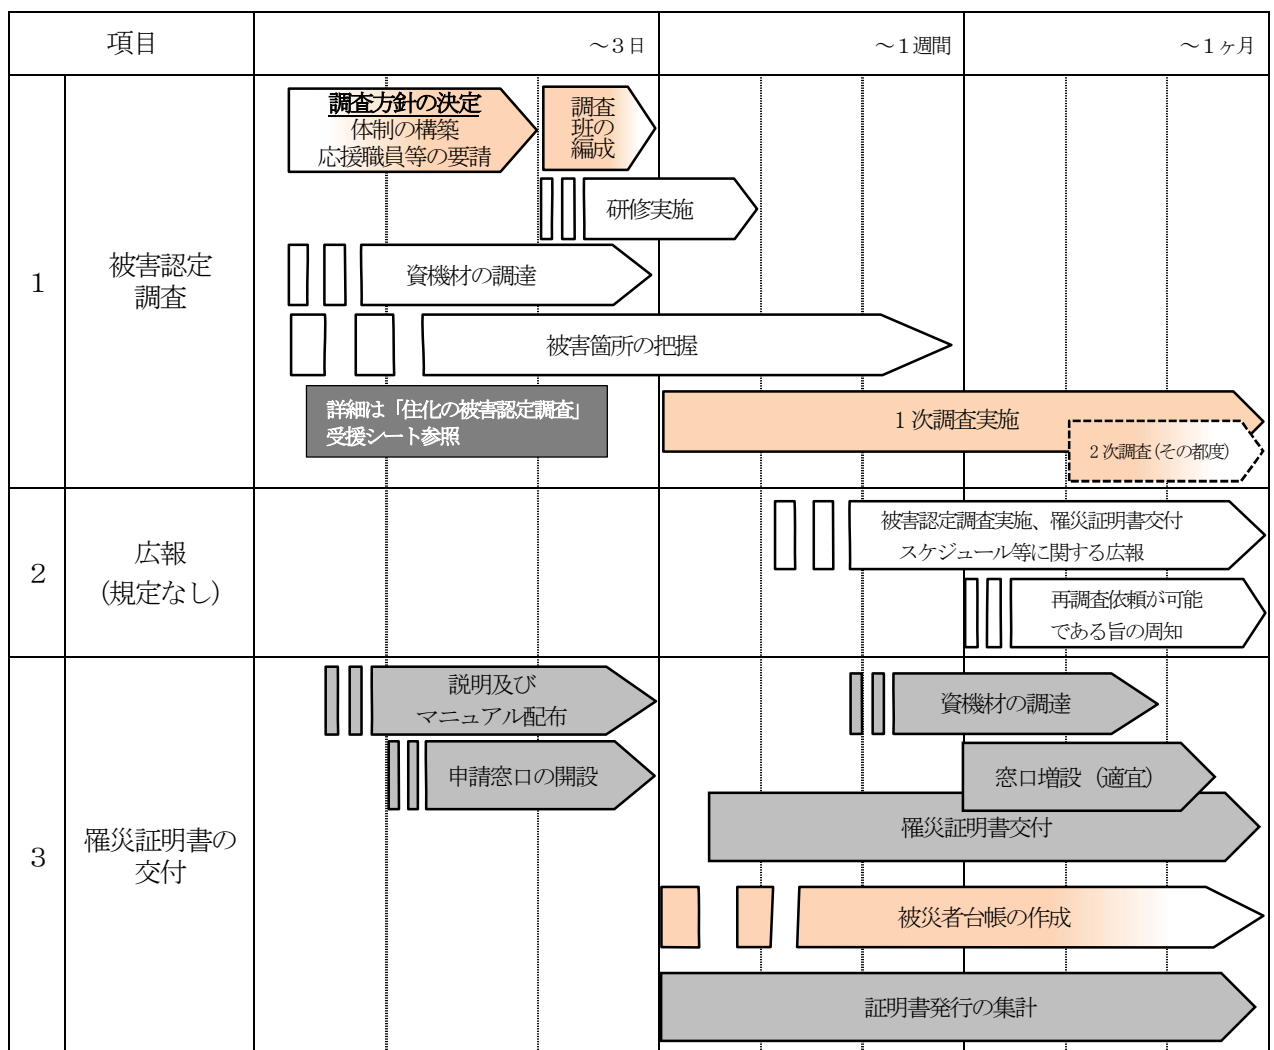 項目
～3日
～1週間
～1ヶ月
1
被害認定
調査
調査方針の決定
体制の構築
応援職員等の要請
調査
班の
編成
研修実施
資機材の調達
被害箇所の把握
詳細は「住化の被害認定調査」
受援シート参照
1次調査実施
2次調査(その都度)
2
広報
(規定なし)
被害認定調査実施、罹災証明書交付
スケジュール等に関する広報
再調査依頼が可能
である旨の周知
3
罹災証明書の
交付
説明及び
マニュアル配布
資機材の調達
申請窓口の開設
窓口増設（適宜）
罹災証明書交付
被災者台帳の作成
証明書発行の集計